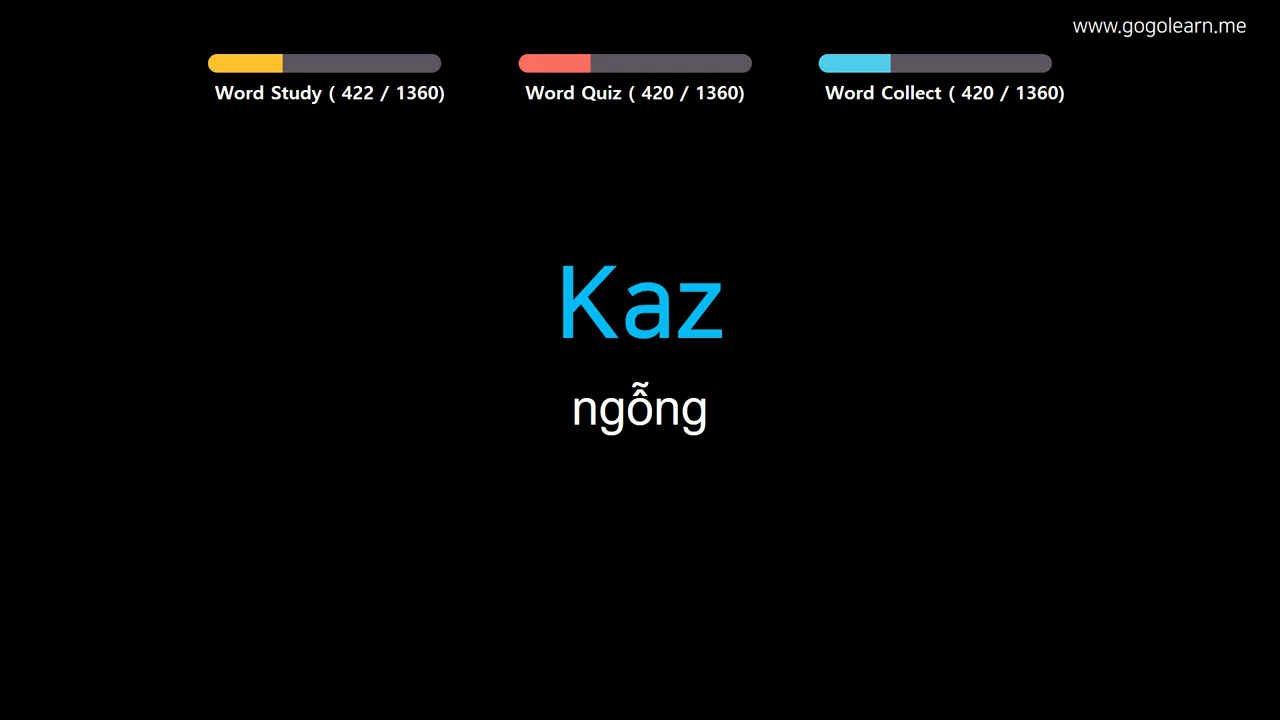 www.gogolearn.me
Word Study ( 422 / 1360)
Word Quiz ( 420 / 1360)
Word Collect ( 420 / 1360)
Kaz
ngỗng